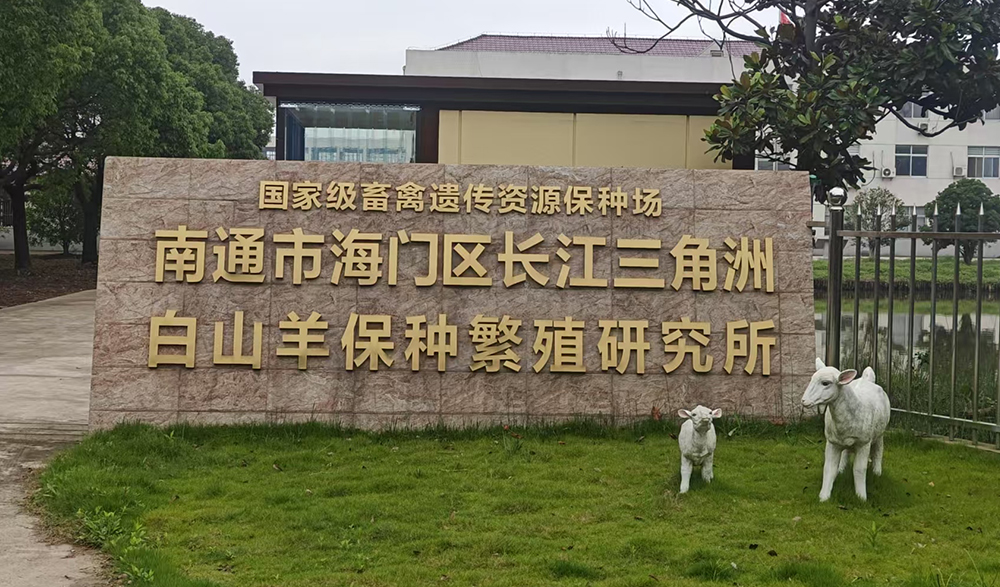 国家级畜禽遗传资源保种场
南通市海门区长江三角洲
白山羊保种繁殖研究所